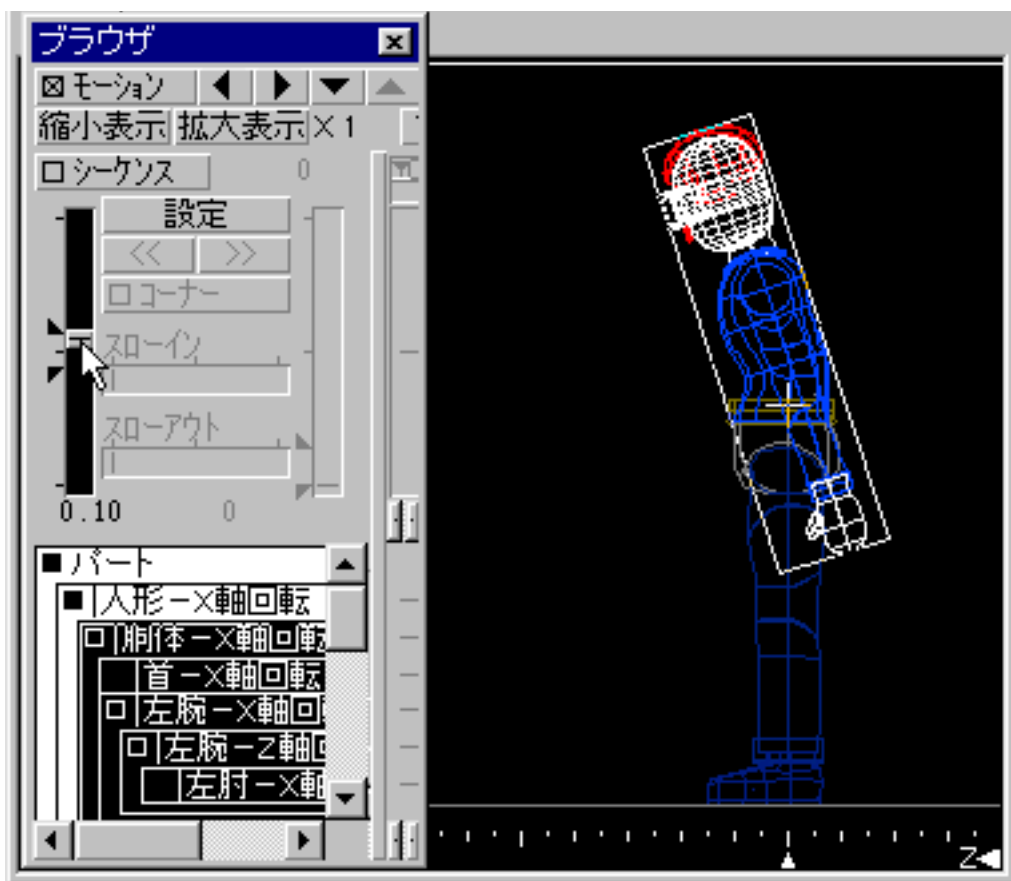 ブラウザ
モーション
縮小表示 拡大表示 × 1
シーケンス 0
設定
<< >>
コーナー
スローイン
スローアウト
0.10 0
パート
人形－X軸回転
胴体－X軸回転
首－X軸回転
左腕－X軸回
左腕－Z軸
左肘－X軸
Z